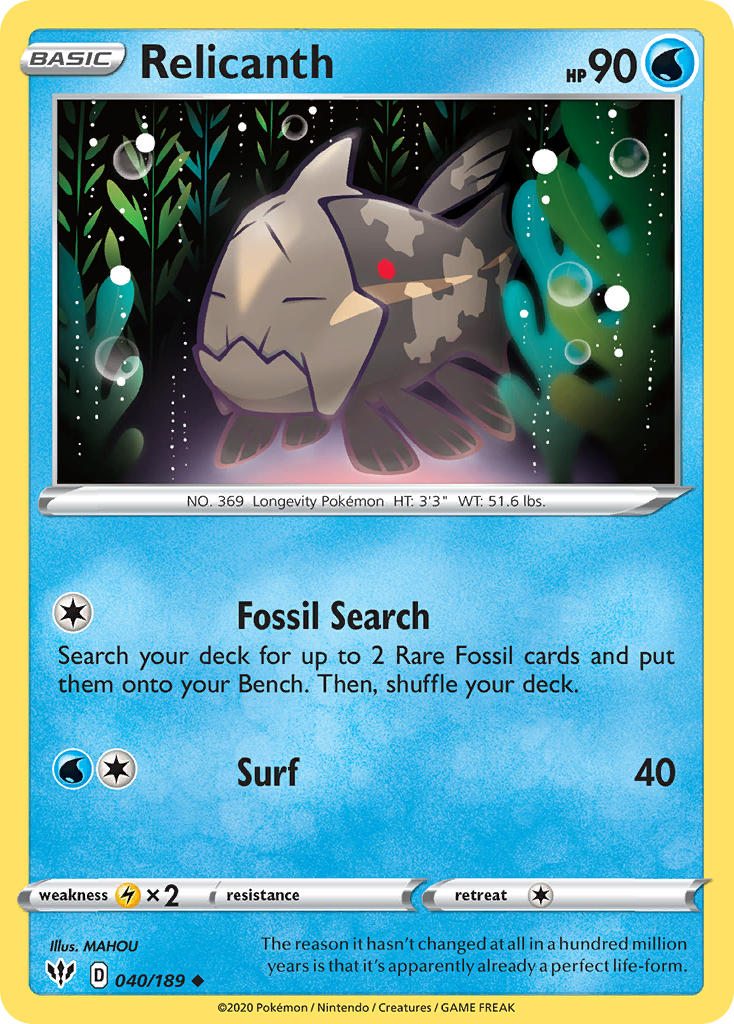 BASIC Relicanth HP 90
NO. 369 Longevity Pokémon HT: 3'3" WT: 51.6 lbs.
Fossil Search
Search your deck for up to 2 Rare Fossil cards and put
them onto your Bench. Then, shuffle your deck.
Surf 40
weakness ×2 resistance retreat
Illus. MAHOU
The reason it hasn't changed at all in a hundred million
years is that it's apparently already a perfect life-form.
D 040/189
©2020 Pokémon / Nintendo / Creatures / GAME FREAK